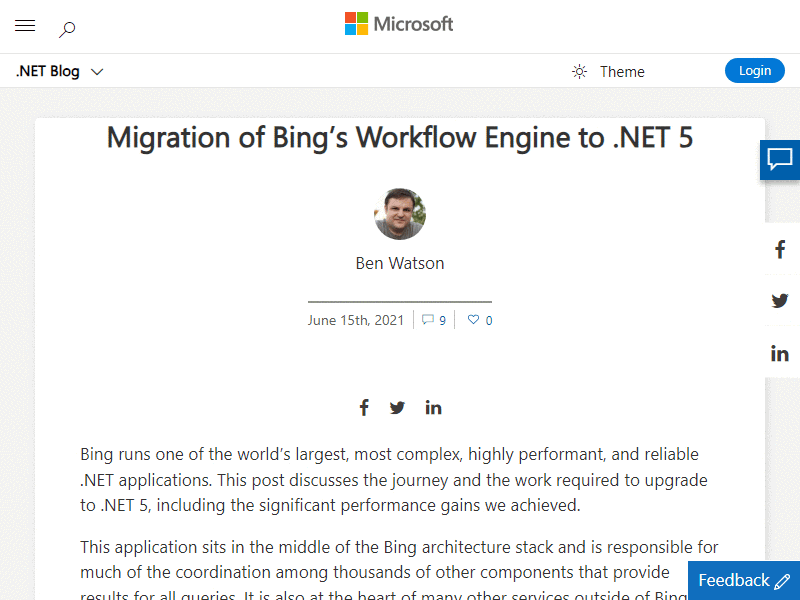 Microsoft
.NET Blog
Theme
Login
Migration of Bing’s Workflow Engine to .NET 5
Ben Watson
June 15th, 2021
9
0
Bing runs one of the world’s largest, most complex, highly performant, and reliable
.NET applications. This post discusses the journey and the work required to upgrade
to .NET 5, including the significant performance gains we achieved.
This application sits in the middle of the Bing architecture stack and is responsible for
much of the coordination among thousands of other components that provide
results for all queries. It is also at the heart of many other services outside of Bing
Feedback